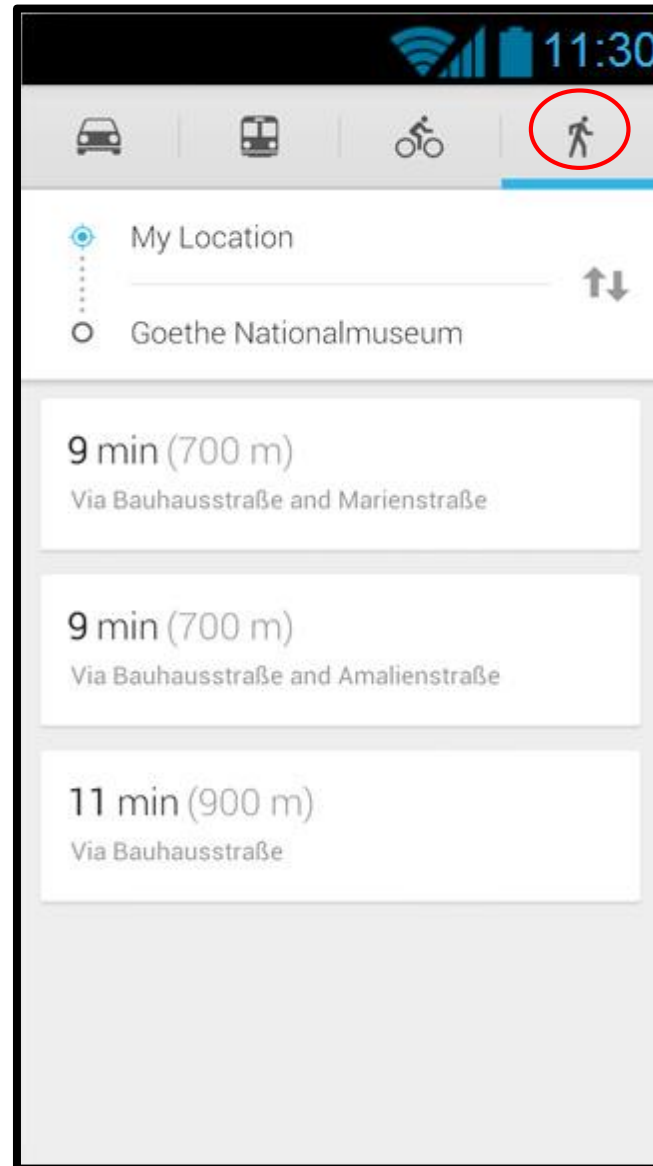 11:30
My Location
Goethe Nationalmuseum
9 min (700 m)
Via Bauhausstraße and Marienstraße
9 min (700 m)
Via Bauhausstraße and Amalienstraße
11 min (900 m)
Via Bauhausstraße